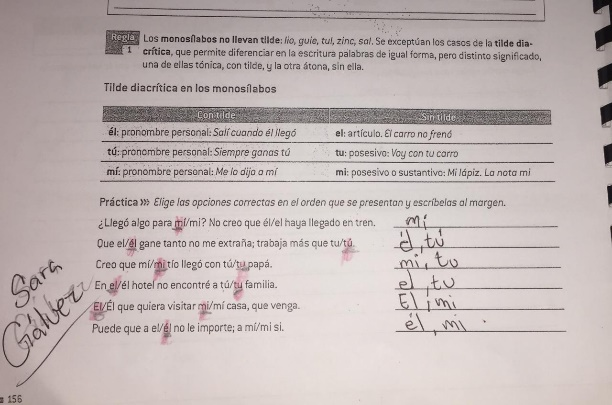 Regla 1 Los monosílabos no llevan tilde: lio, guie, tul, zinc, sal. Se exceptúan los casos de la tilde dia-
crítica, que permite diferenciar en la escritura palabras de igual forma, pero distinto significado,
una de ellas tónica, con tilde, y la otra átona, sin ella.
Tilde diacrítica en los monosílabos
Con tilde Sin tilde
él: pronombre personal: Salí cuando él llegó el: artículo. El carro no frenó
tú: pronombre personal: Siempre ganas tú tu: posesivo: Voy con tu carro
mí: pronombre personal: Me lo dijo a mí mi: posesivo o sustantivo: Mi lápiz. La nota mi
Práctica »» Elige las opciones correctas en el orden que se presentan y escríbelas al margen.
¿Llegó algo para mí/mi? No creo que él/el haya llegado en tren. mí
Que el/él gane tanto no me extraña; trabaja más que tu/tú. él, tú
Creo que mí/mi tío llegó con tú/tu papá. mi, tu
En el/él hotel no encontré a tú/tu familia. el, tu
El/Él que quiera visitar mi/mí casa, que venga. El, mi
Puede que a el/él no le importe; a mí/mi si. él, mi.
Sara
Gálvez
156